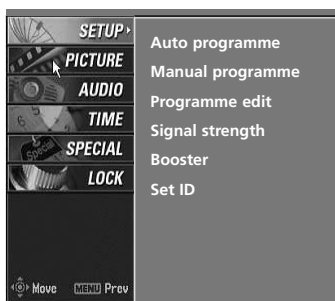 SETUP
PICTURE
AUDIO
TIME
SPECIAL
LOCK
Move MENU Prev
Auto programme
Manual programme
Programme edit
Signal strength
Booster
Set ID